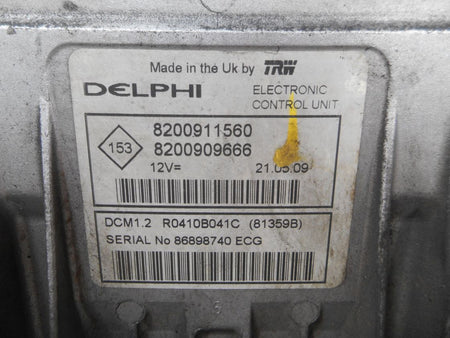 Made in the Uk by TRW
DELPHI
ELECTRONIC
CONTROL UNIT
153
8200911560
8200909666
12V= 21.05.09
DCM1.2 R0410B041C (81359B)
SERIAL No 86898740 ECG